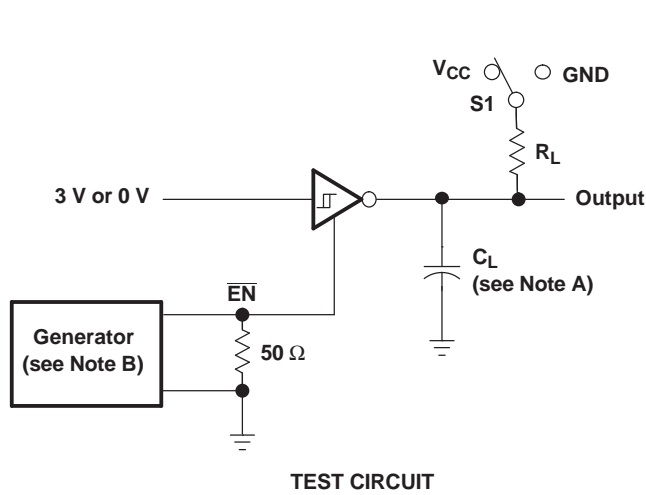 VCC
GND
S1
RL
3 V or 0 V
Output
CL
(see Note A)
EN
Generator
(see Note B)
50 Ω
TEST CIRCUIT